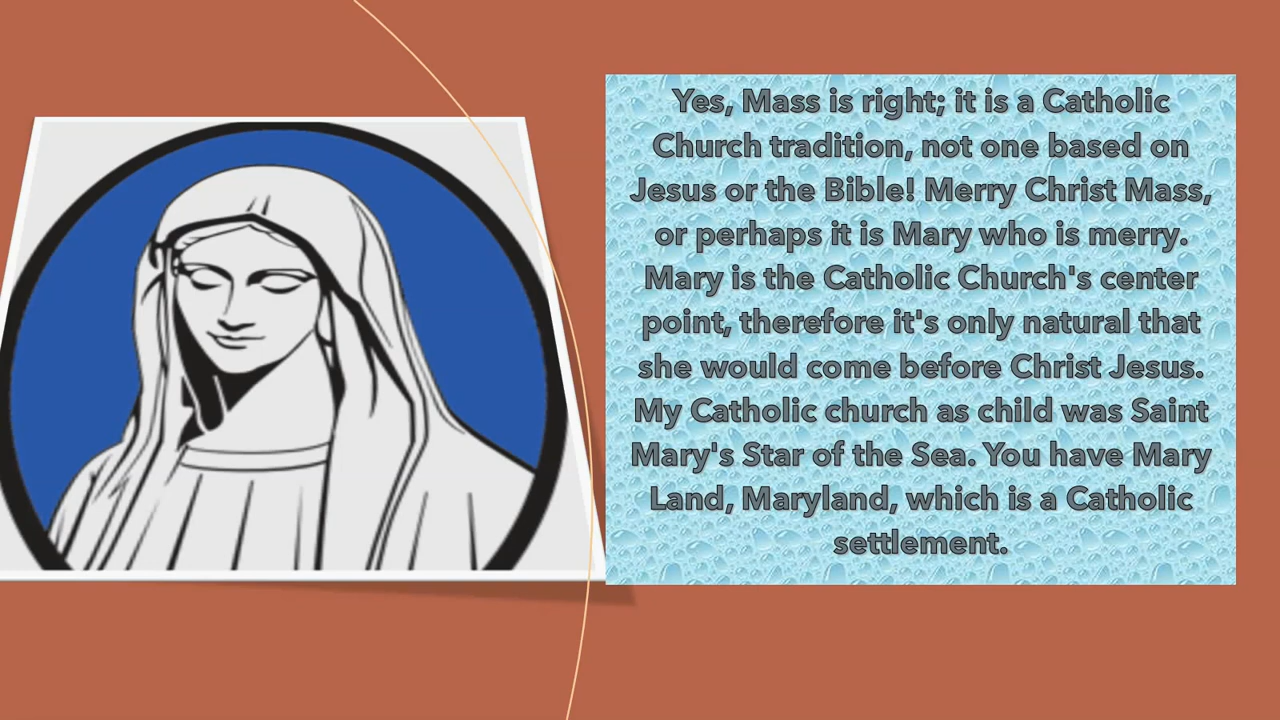 Yes, Mass is right; it is a Catholic
Church tradition, not one based on
Jesus or the Bible! Merry Christ Mass,
or perhaps it is Mary who is merry.
Mary is the Catholic Church's center
point, therefore it's only natural that
she would come before Christ Jesus.
My Catholic church as child was Saint
Mary's Star of the Sea. You have Mary
Land, Maryland, which is a Catholic
settlement.